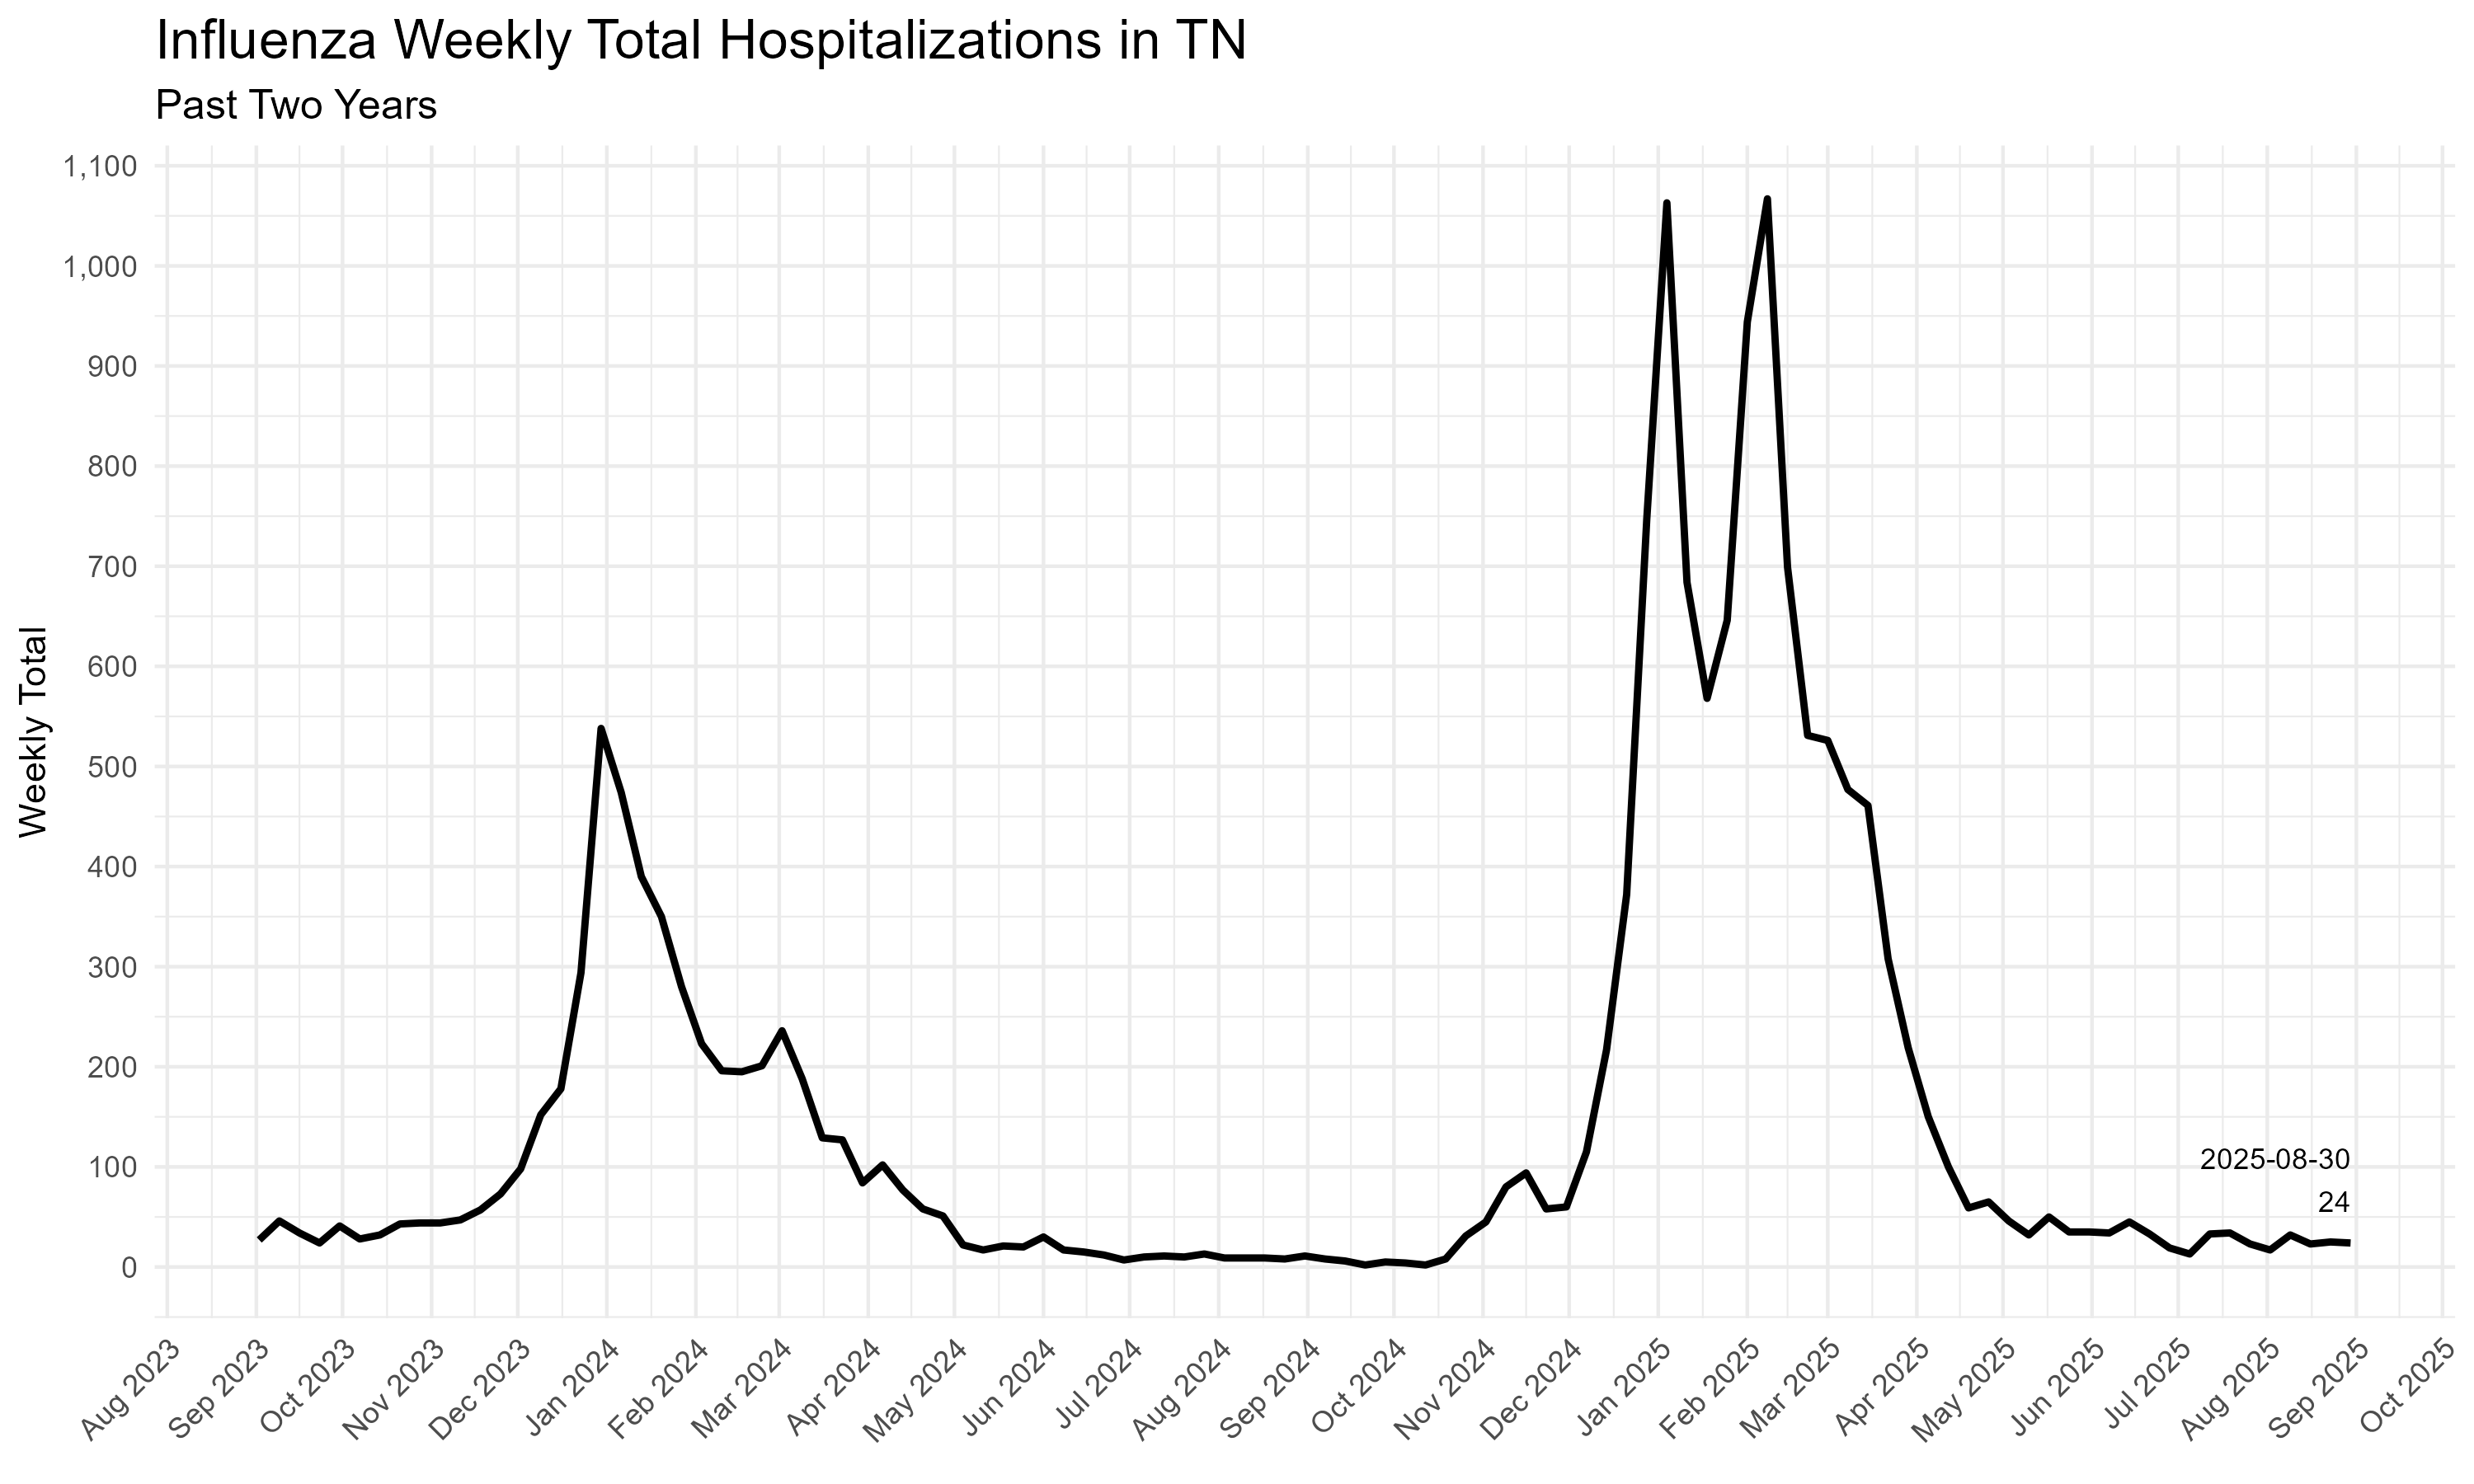 Influenza Weekly Total Hospitalizations in TN
Past Two Years
Weekly Total
1,100
1,000
900
800
700
600
500
400
300
200
100
0
2025-08-30
24
Aug 2023
Sep 2023
Oct 2023
Nov 2023
Dec 2023
Jan 2024
Feb 2024
Mar 2024
Apr 2024
May 2024
Jun 2024
Jul 2024
Aug 2024
Sep 2024
Oct 2024
Nov 2024
Dec 2024
Jan 2025
Feb 2025
Mar 2025
Apr 2025
May 2025
Jun 2025
Jul 2025
Aug 2025
Sep 2025
Oct 2025